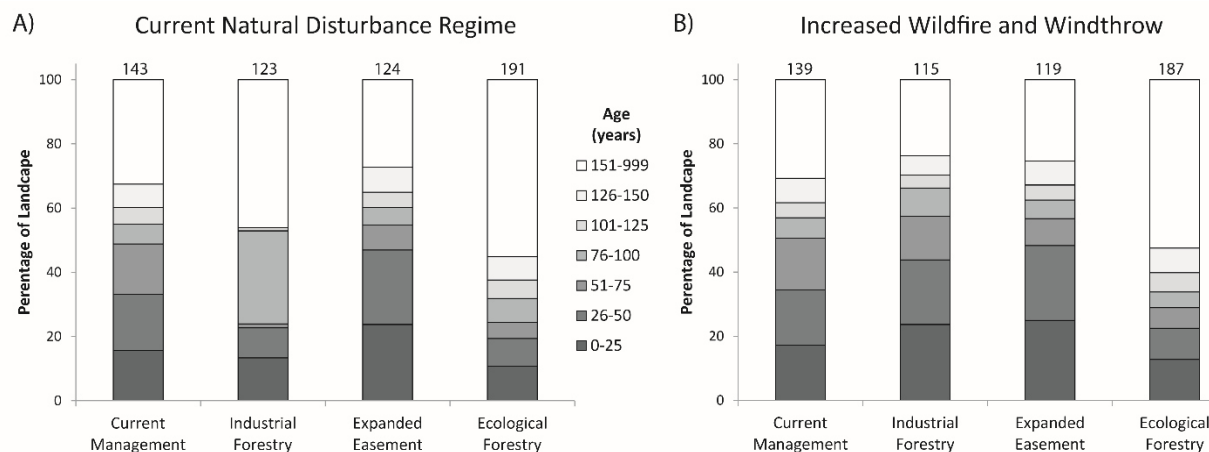 A) Current Natural Disturbance Regime
143 123 124 191
100
80
60
40
20
0
Perentage of Landcape
Current Management
Industrial Forestry
Expanded Easement
Ecological Forestry
Age
(years)
151-999
126-150
101-125
76-100
51-75
26-50
0-25
B) Increased Wildfire and Windthrow
139 115 119 187
100
80
60
40
20
0
Perentage of Landcape
Current Management
Industrial Forestry
Expanded Easement
Ecological Forestry